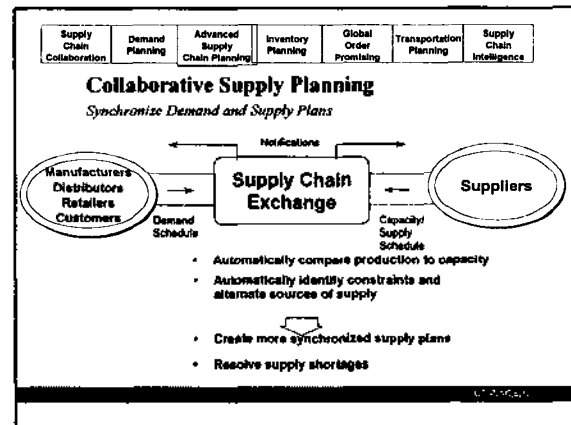 Supply Chain Collaboration
Demand Planning
Advanced Supply Chain Planning
Inventory Planning
Global Order Promising
Transportation Planning
Supply Chain Intelligence
Collaborative Supply Planning
Synchronize Demand and Supply Plans
Notifications
Manufacturers
Distributors
Retailers
Customers
Supply Chain
Exchange
Suppliers
Demand
Schedule
Capacity/
Supply
Schedule
• Automatically compare production to capacity
• Automatically identify constraints and
alternate sources of supply
• Create more synchronized supply plans
• Resolve supply shortages